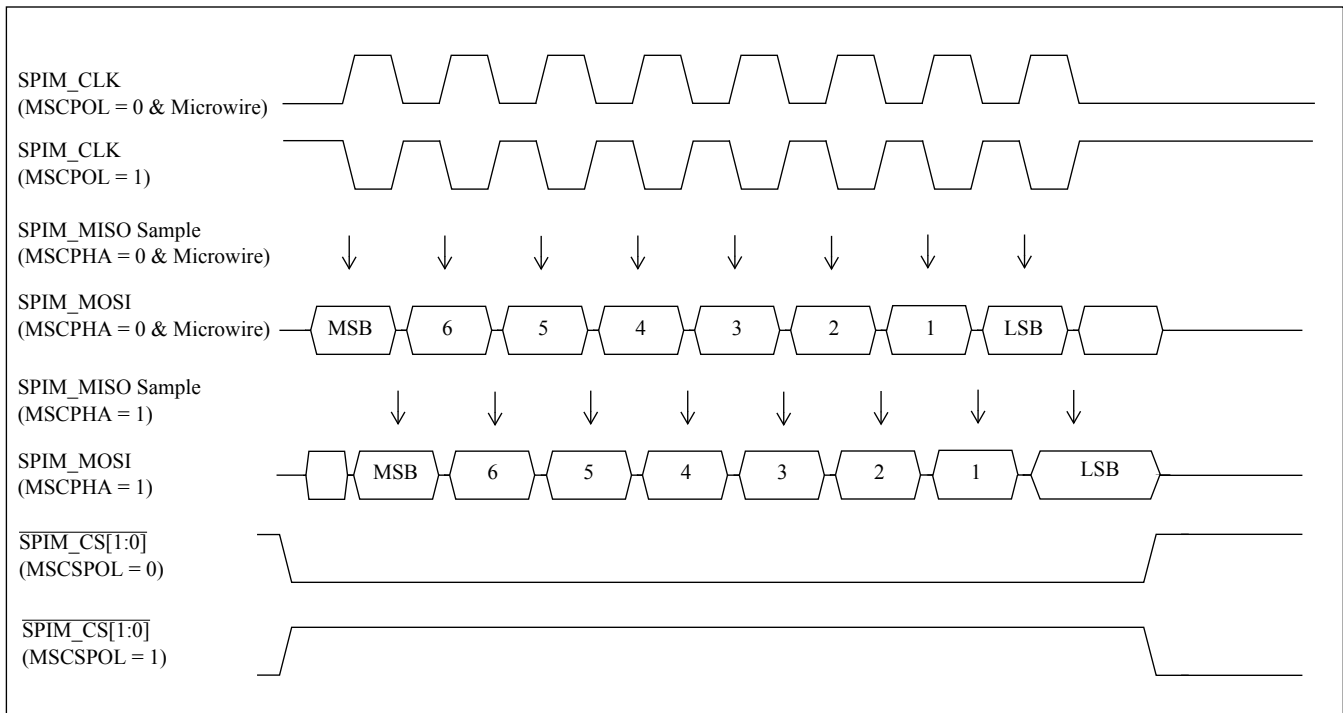 SPIM_CLK
(MSCPOL = 0 & Microwire)
SPIM_CLK
(MSCPOL = 1)
SPIM_MISO Sample
(MSCPHA = 0 & Microwire)
SPIM_MOSI
(MSCPHA = 0 & Microwire)
MSB 6 5 4 3 2 1 LSB
SPIM_MISO Sample
(MSCPHA = 1)
SPIM_MOSI
(MSCPHA = 1)
MSB 6 5 4 3 2 1 LSB
SPIM_CS[1:0]
(MSCSPOL = 0)
SPIM_CS[1:0]
(MSCSPOL = 1)